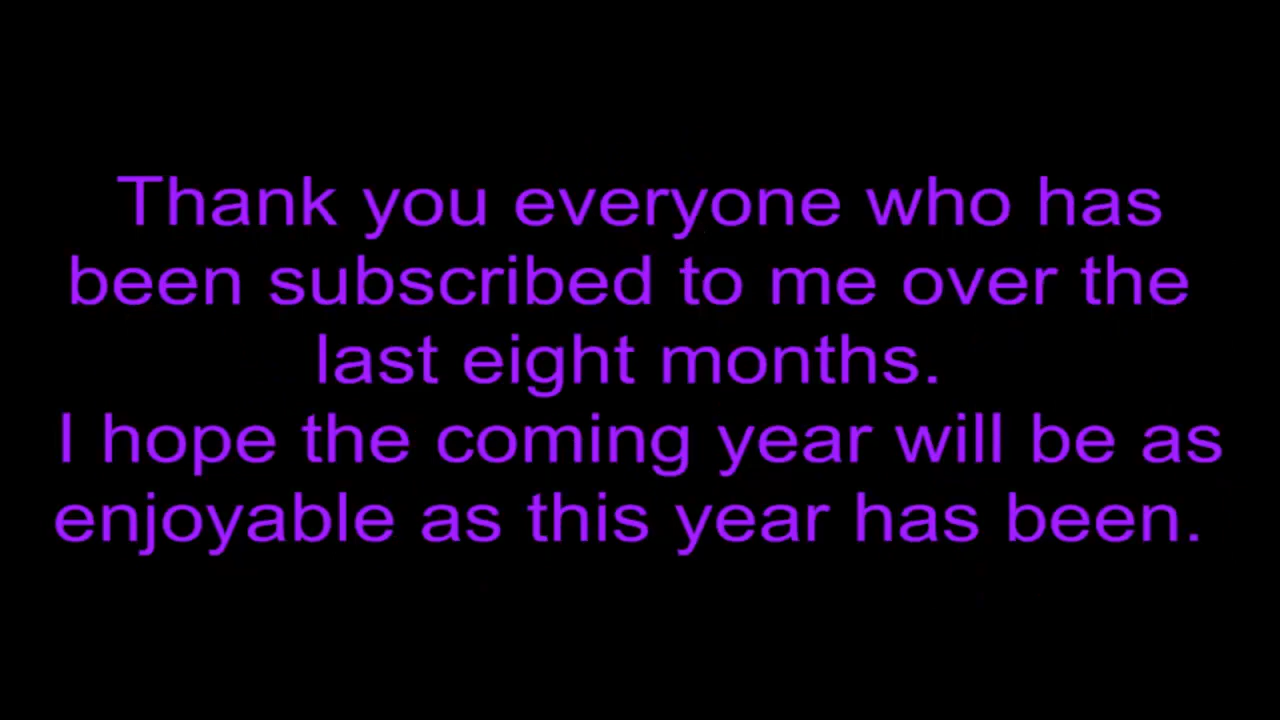 Thank you everyone who has
been subscribed to me over the
last eight months.
I hope the coming year will be as
enjoyable as this year has been.